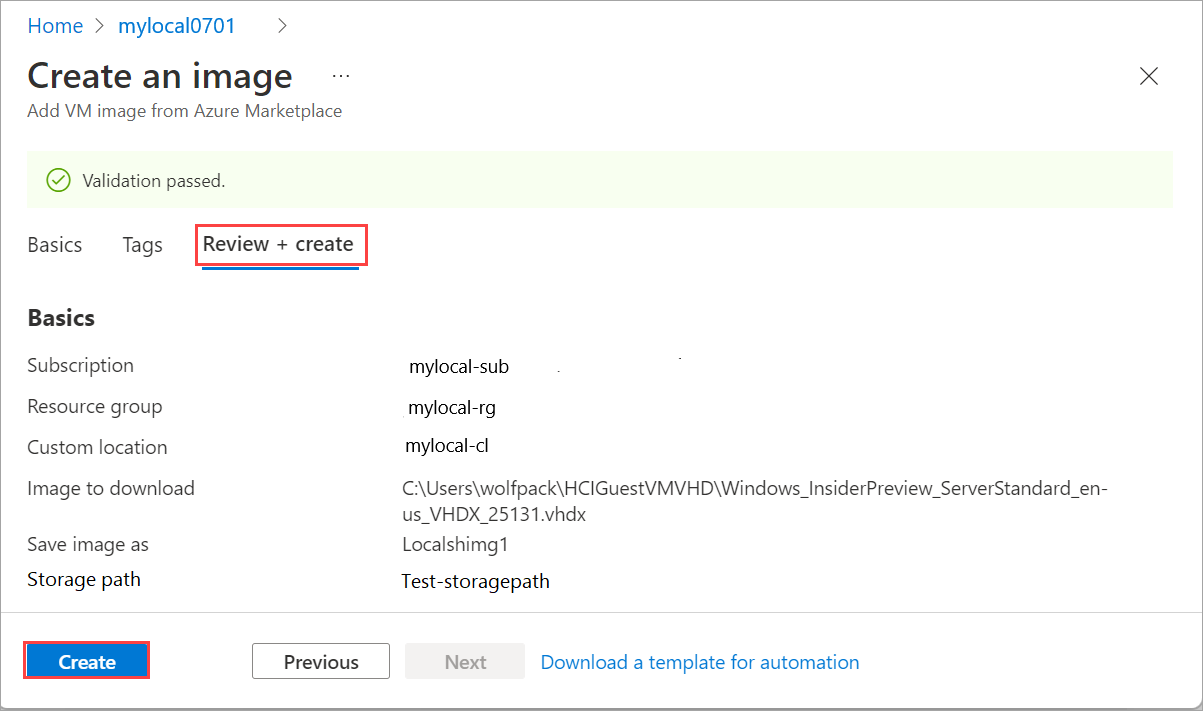 Home > mylocal0701 >
Create an image ...
Add VM image from Azure Marketplace
Validation passed.
Basics Tags Review + create
Basics
Subscription mylocal-sub
Resource group mylocal-rg
Custom location mylocal-cl
Image to download C:\Users\wolfpack\HCIGuestVMVHD\Windows_InsiderPreview_ServerStandard_en-
us_VHDX_25131.vhdx
Save image as Localshimg1
Storage path Test-storagepath
Create Previous Next Download a template for automation